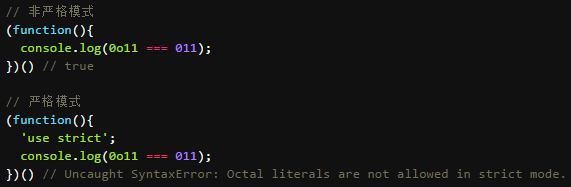 // 非严格模式
(function(){
  console.log(0o11 === 011);
})() // true

// 严格模式
(function(){
  'use strict';
  console.log(0o11 === 011);
})() // Uncaught SyntaxError: Octal literals are not allowed in strict mode.